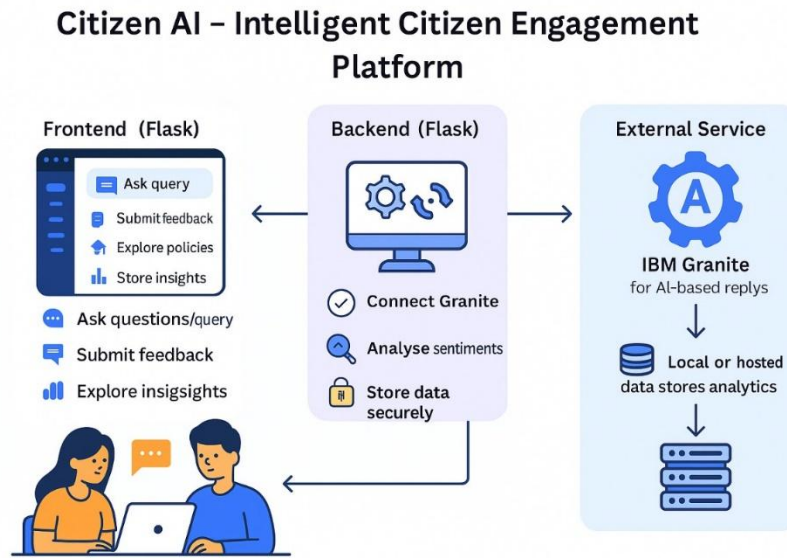 Citizen AI – Intelligent Citizen Engagement
Platform
Frontend (Flask)
Ask query
Submit feedback
Explore policies
Store insights
Ask questions/query
Submit feedback
Explore insigsights
Backend (Flask)
Connect Granite
Analyse sentiments
Store data
securely
External Service
A
IBM Granite
for AI-based replys
Local or hosted
data stores analytics